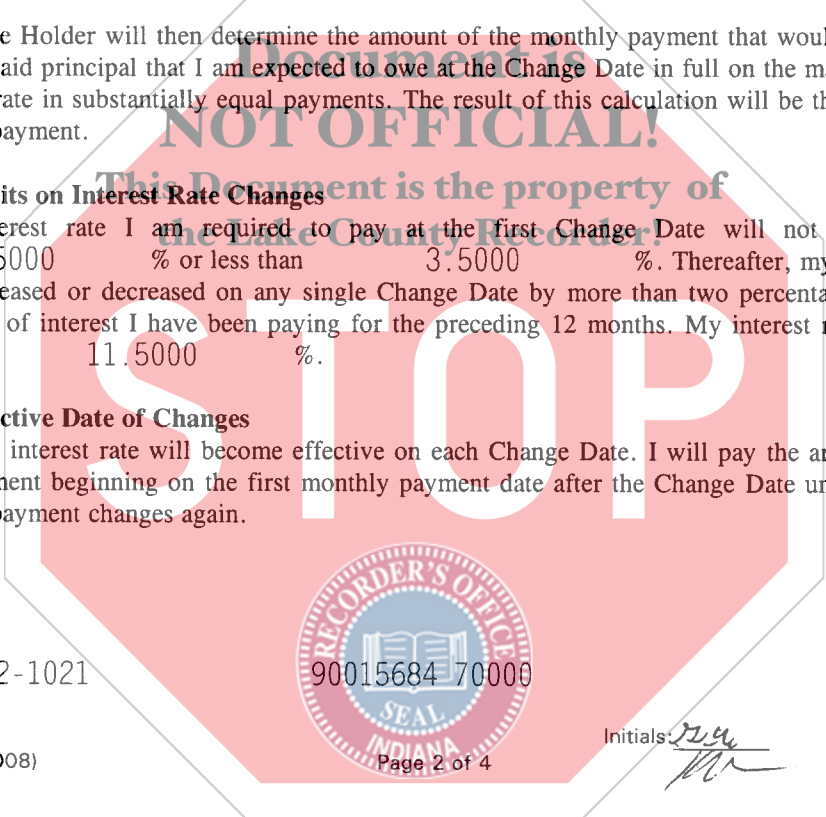 e Holder will then determine the amount of the monthly payment that woul
aid principal that I am expected to owe at the Change Date in full on the m
rate in substantially equal payments. The result of this calculation will be th
payment.
Document is
NOT OFFICIAL!
This Document is the property of
the Lake County Recorder!
its on Interest Rate Changes
erest rate I am required to pay at the first Change Date will not
5000 % or less than 3.5000 %. Thereafter, my
eased or decreased on any single Change Date by more than two percenta
of interest I have been paying for the preceding 12 months. My interest r
11.5000 %.
STOP
ctive Date of Changes
interest rate will become effective on each Change Date. I will pay the a
nent beginning on the first monthly payment date after the Change Date un
payment changes again.
RECORDER'S OFFICE
SEAL
INDIANA
2-1021 90015684 70000
Initials:
008) Page 2 of 4